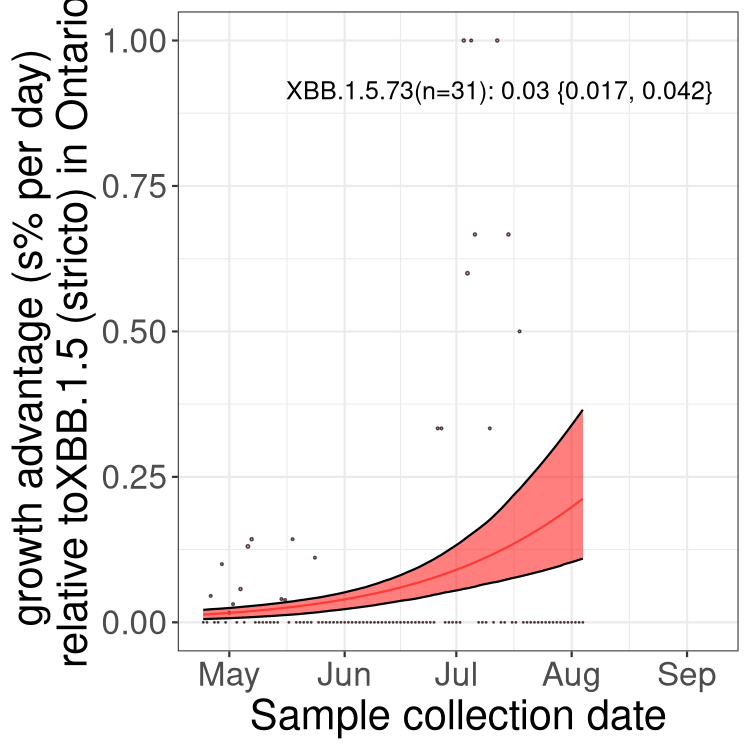 growth advantage (s% per day)
relative toXBB.1.5 (stricto) in Ontario
1.00
0.75
0.50
0.25
0.00
XBB.1.5.73(n=31): 0.03 {0.017, 0.042}
May Jun Jul Aug Sep
Sample collection date